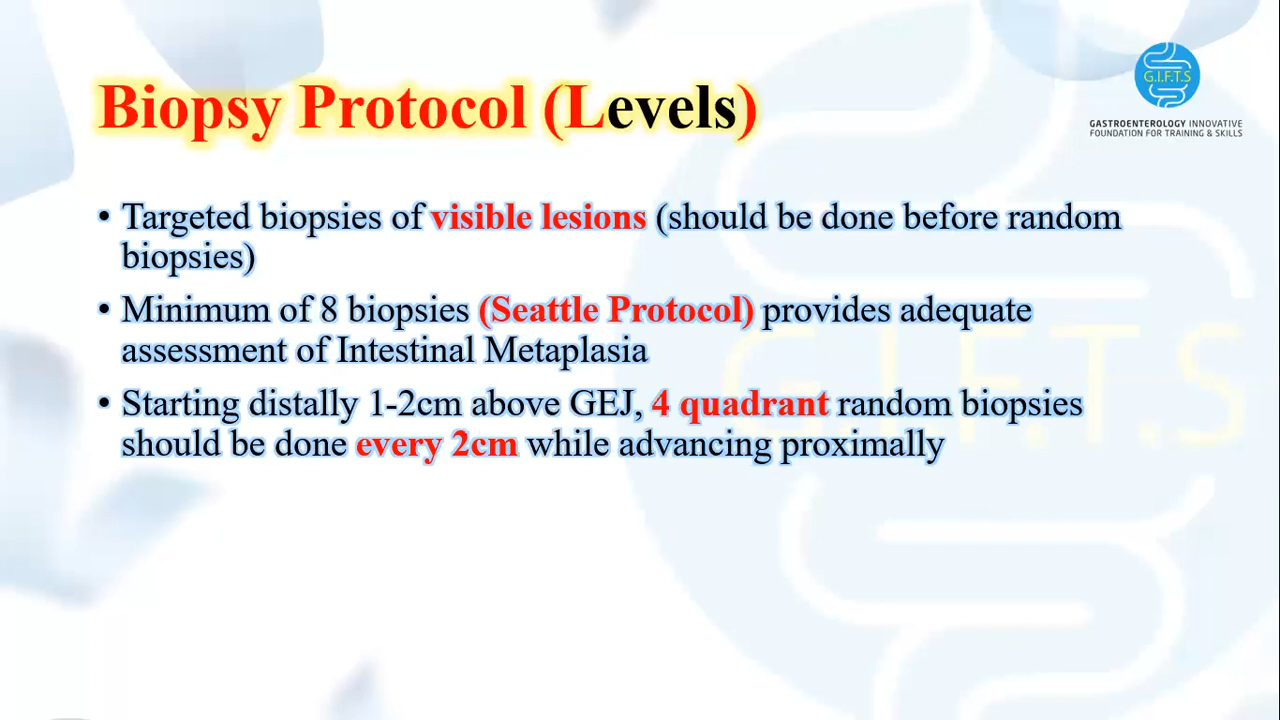 G.I.F.T.S
GASTROENTEROLOGY INNOVATIVE
FOUNDATION FOR TRAINING & SKILLS
Biopsy Protocol (Levels)
• Targeted biopsies of visible lesions (should be done before random
biopsies)
• Minimum of 8 biopsies (Seattle Protocol) provides adequate
assessment of Intestinal Metaplasia
• Starting distally 1-2cm above GEJ, 4 quadrant random biopsies
should be done every 2cm while advancing proximally
G.I.F.T.S